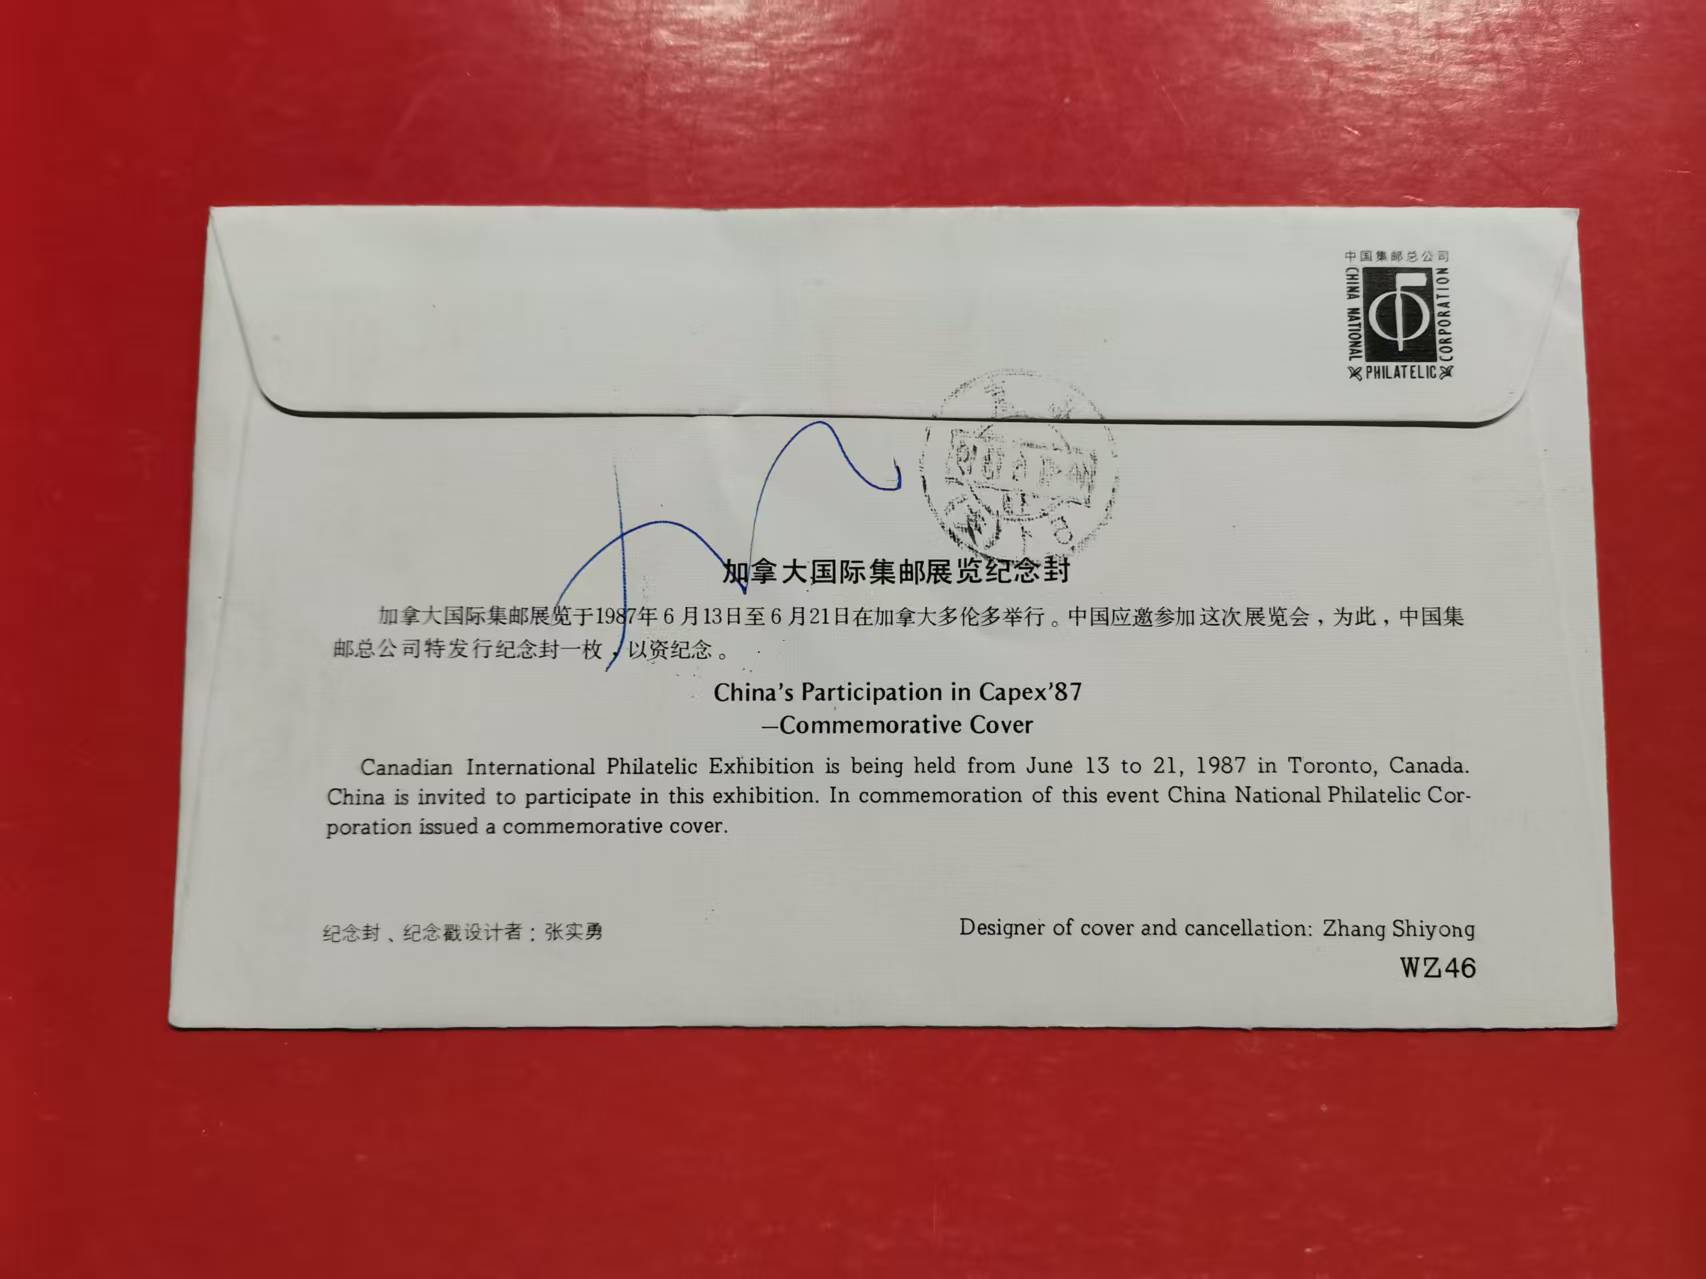 中国集邮总公司
CHINA NATIONAL
PHILATELIC
CORPORATION
加拿大国际集邮展览纪念封
加拿大国际集邮展览于1987年6月13日至6月21日在加拿大多伦多举行。中国应邀参加这次展览会，为此，中国集
邮总公司特发行纪念封一枚，以资纪念。
China's Participation in Capex'87
—Commemorative Cover
Canadian International Philatelic Exhibition is being held from June 13 to 21, 1987 in Toronto, Canada.
China is invited to participate in this exhibition. In commemoration of this event China National Philatelic Cor-
poration issued a commemorative cover.
纪念封、纪念戳设计者：张实勇
Designer of cover and cancellation: Zhang Shiyong
WZ46